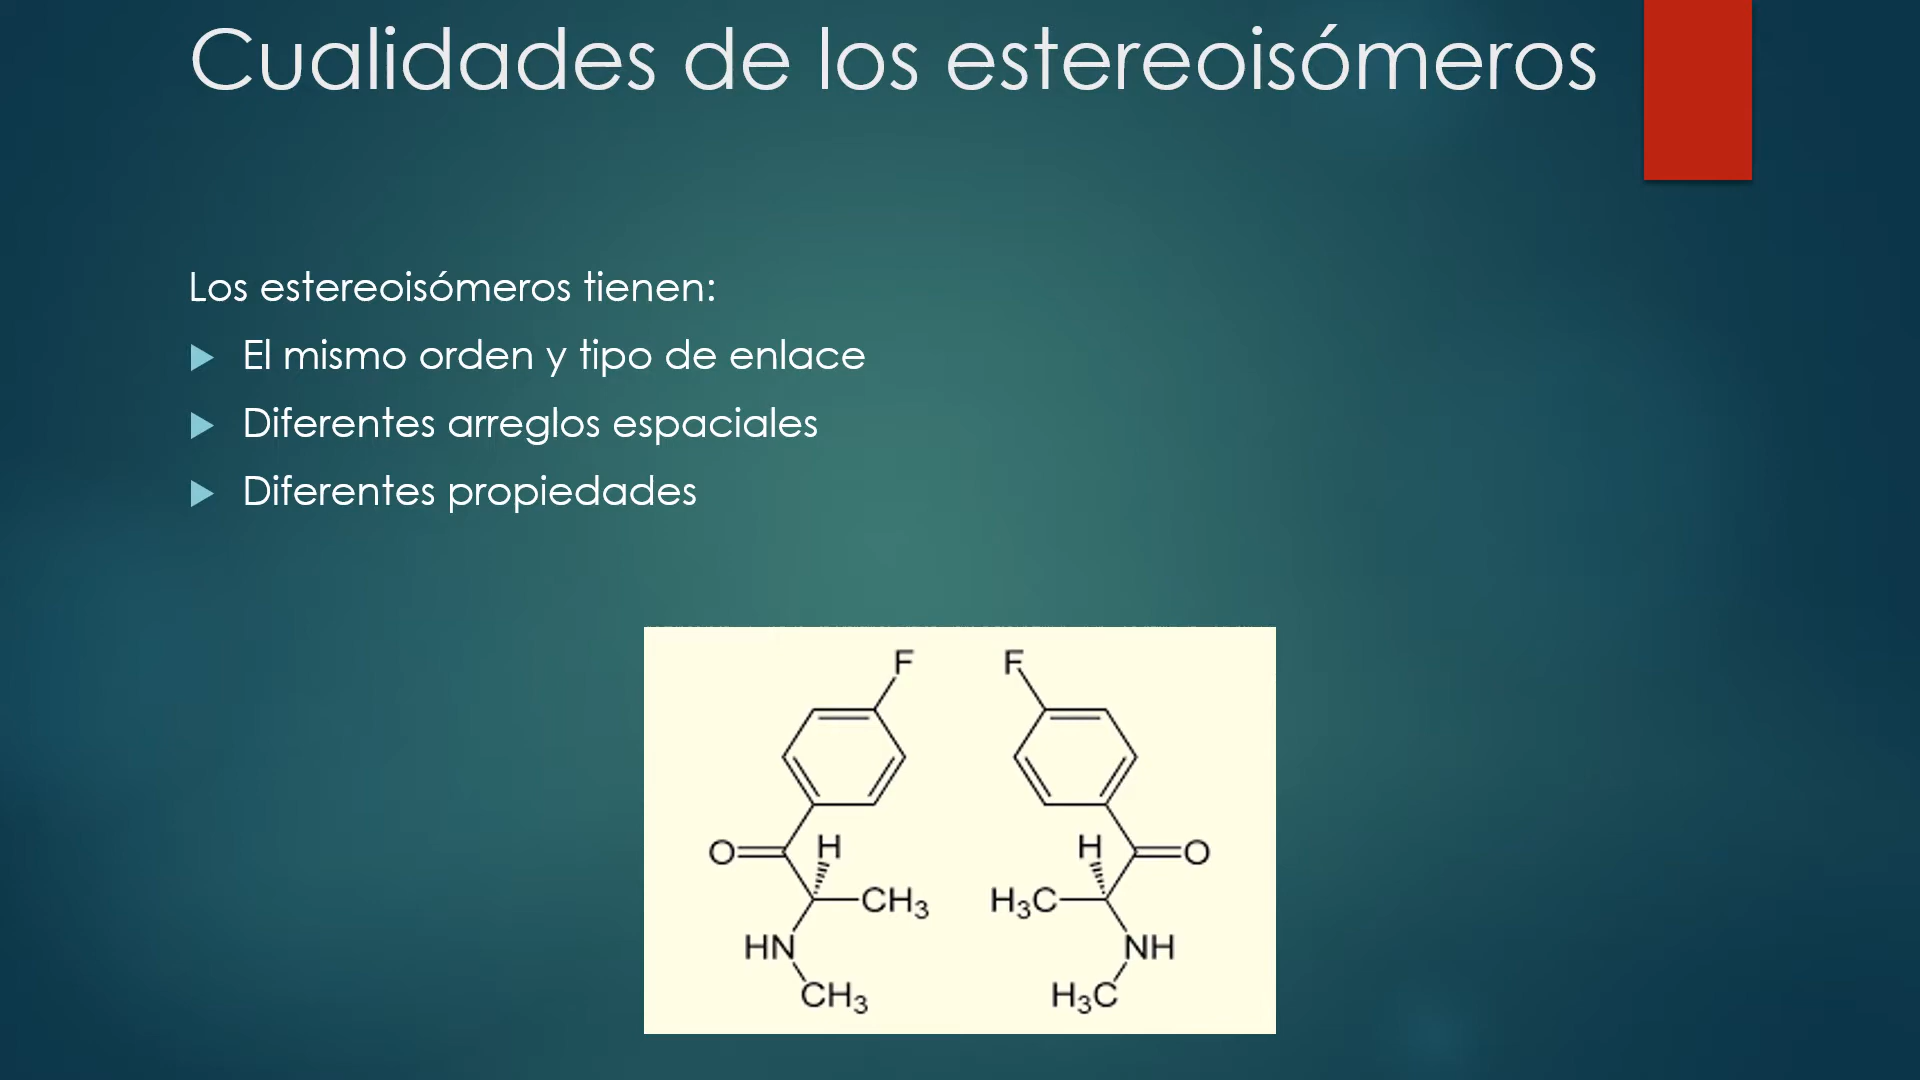 Cualidades de los estereoisómeros
Los estereoisómeros tienen:
El mismo orden y tipo de enlace
Diferentes arreglos espaciales
Diferentes propiedades
F F
O H H O
CH₃ H₃C
HN NH
CH₃ H₃C